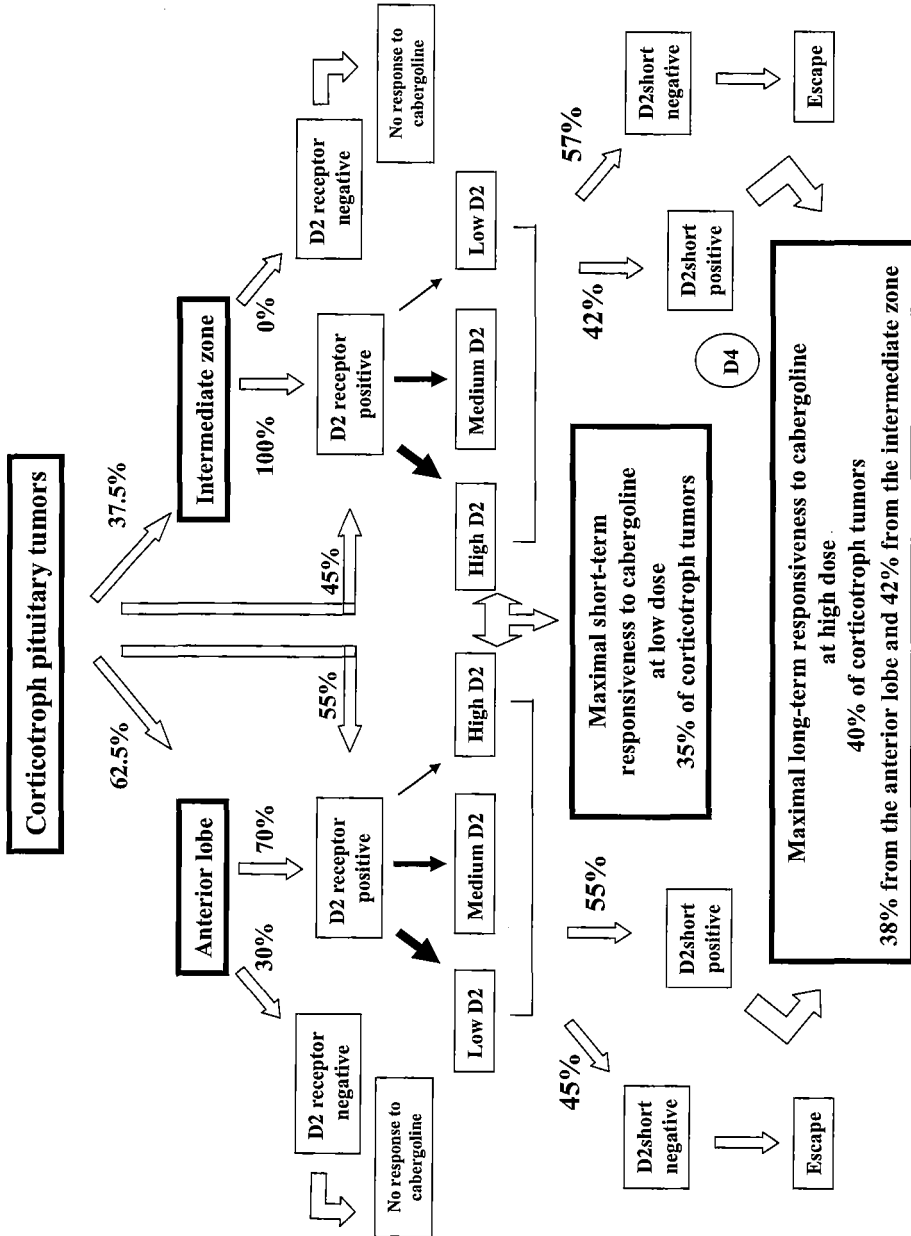 Corticotroph pituitary tumors
62.5%
37.5%
Anterior lobe
Intermediate zone
30%
70%
55%
45%
100%
0%
D2 receptor
negative
D2 receptor
positive
D2 receptor
positive
D2 receptor
negative
No response to
cabergoline
No response to
cabergoline
Low D2
Medium D2
High D2
High D2
Medium D2
Low D2
45%
55%
Maximal short-term
responsiveness to cabergoline
at low dose
35% of corticotroph tumors
42%
57%
D2short
negative
D2short
positive
D4
D2short
positive
D2short
negative
Escape
Escape
Maximal long-term responsiveness to cabergoline
at high dose
40% of corticotroph tumors
38% from the anterior lobe and 42% from the intermediate zone